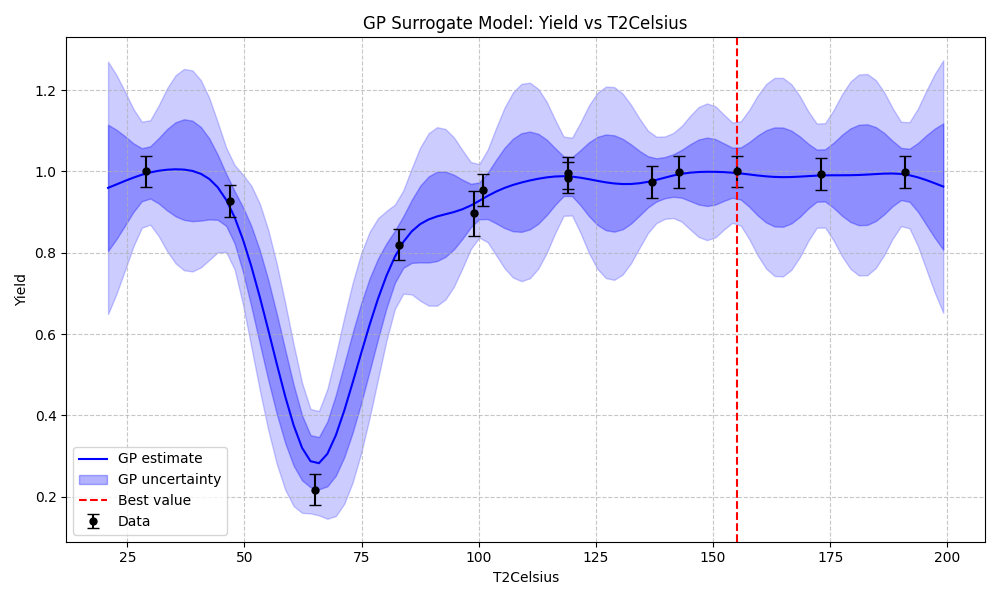 GP Surrogate Model: Yield vs T2Celsius
Yield
1.2
1.0
0.8
0.6
0.4
0.2
GP estimate
GP uncertainty
Best value
Data
25
50
75
100
125
150
175
200
T2Celsius